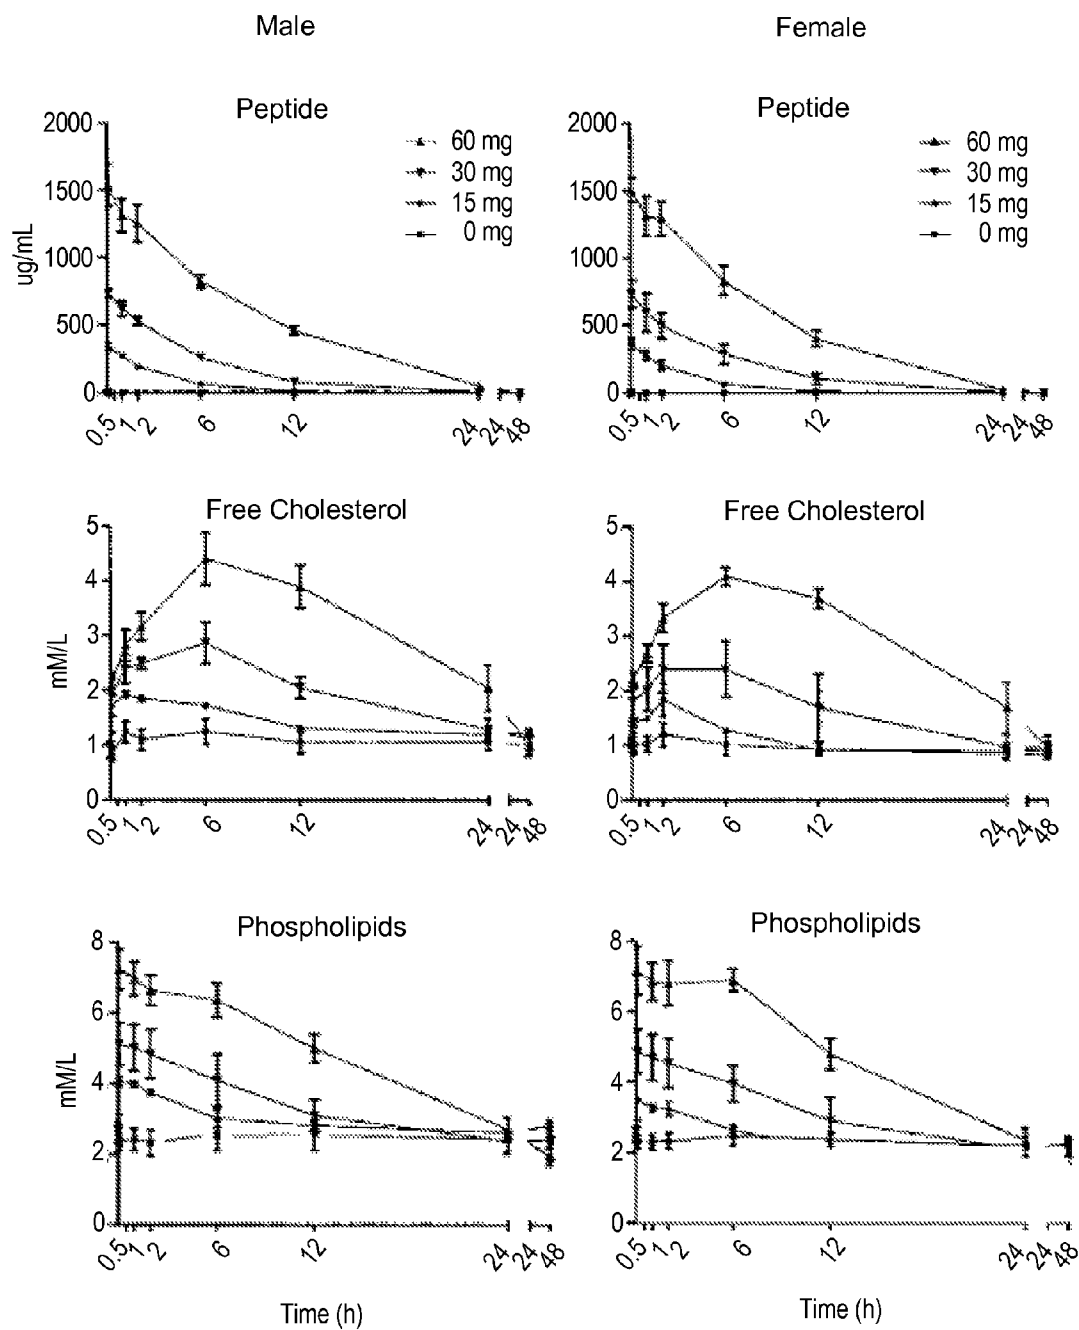 Male
Female
Peptide
Peptide
2000
1500
1000
500
0
ug/mL
60 mg
30 mg
15 mg
0 mg
0.5 1 2 6 12 24 24 48
2000
1500
1000
500
0
60 mg
30 mg
15 mg
0 mg
0.5 1 2 6 12 24 24 48
Free Cholesterol
Free Cholesterol
5
4
3
2
1
0
mM/L
0.5 1 2 6 12 24 24 48
5
4
3
2
1
0
0.5 1 2 6 12 24 24 48
Phospholipids
Phospholipids
8
6
4
2
0
mM/L
0.5 1 2 6 12 24 24 48
8
6
4
2
0
0.5 1 2 6 12 24 24 48
Time (h)
Time (h)